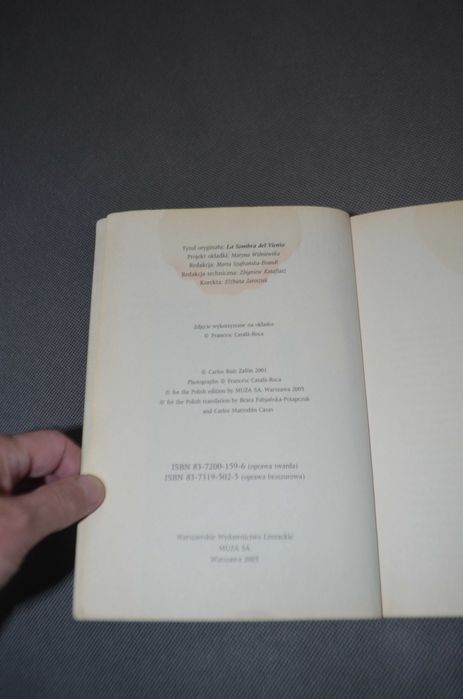 Tytuł oryginału: La Sombra del Viento
Projekt okładki: Maryna Wiśniewska
Redakcja: Marta Szafrańska-Brandt
Redakcja techniczna: Zbigniew Katafiasz
Korekta: Elżbieta Jaroszuk
Zdjęcie wykorzystane na okładce
© Francesc Català-Roca
© Carlos Ruiz Zafón 2001
Photographs © Francesc Català-Roca
© for the Polish edition by MUZA SA, Warszawa 2005
© for the Polish translation by Beata Fabjańska-Potapczuk
and Carlos Marrodán Casas
ISBN 83-7200-159-6 (oprawa twarda)
ISBN 83-7319-502-5 (oprawa broszurowa)
Warszawskie Wydawnictwo Literackie
MUZA SA
Warszawa 2005